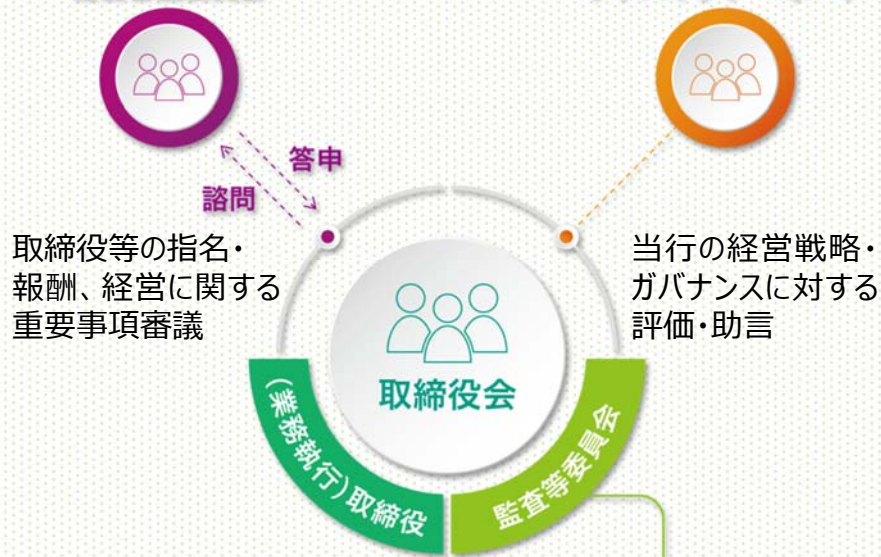 答申
諮問
取締役等の指名・
報酬、経営に関する
重要事項審議
当行の経営戦略・
ガバナンスに対する
評価・助言
取締役会
(業務執行)取締役
監査等委員会